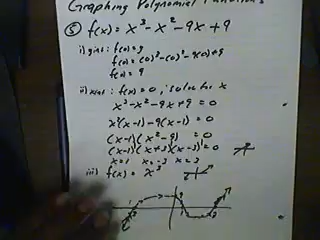 Graphing Polynomial Functions
⑤ f(x) = x³ - x² - 9x + 9
i) yint: f(0) = y
f(0) = (0)³ - (0)² - 9(0) + 9
f(0) = 9
ii) xint: f(x) = 0, solve for x
x³ - x² - 9x + 9 = 0
x²(x-1) - 9(x-1) = 0
(x-1)(x²-9) = 0
(x-1)(x+3)(x-3) = 0
x=1 x=-3 x=3
iii) f(x) = x³